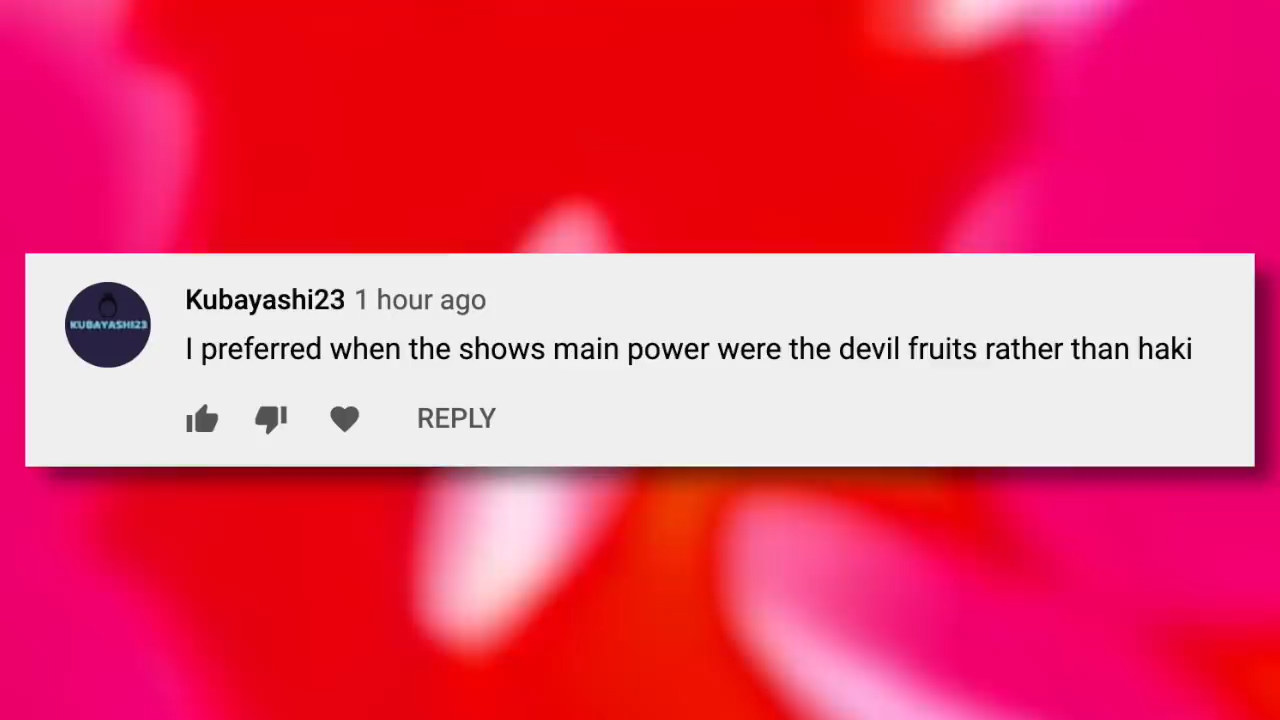 KUBAYASHI23
Kubayashi23 1 hour ago
I preferred when the shows main power were the devil fruits rather than haki
REPLY